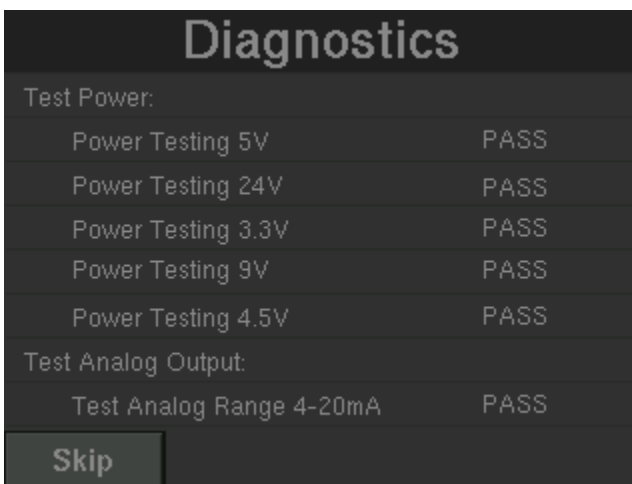 Diagnostics
Test Power:
Power Testing 5V PASS
Power Testing 24V PASS
Power Testing 3.3V PASS
Power Testing 9V PASS
Power Testing 4.5V PASS
Test Analog Output:
Test Analog Range 4-20mA PASS
Skip